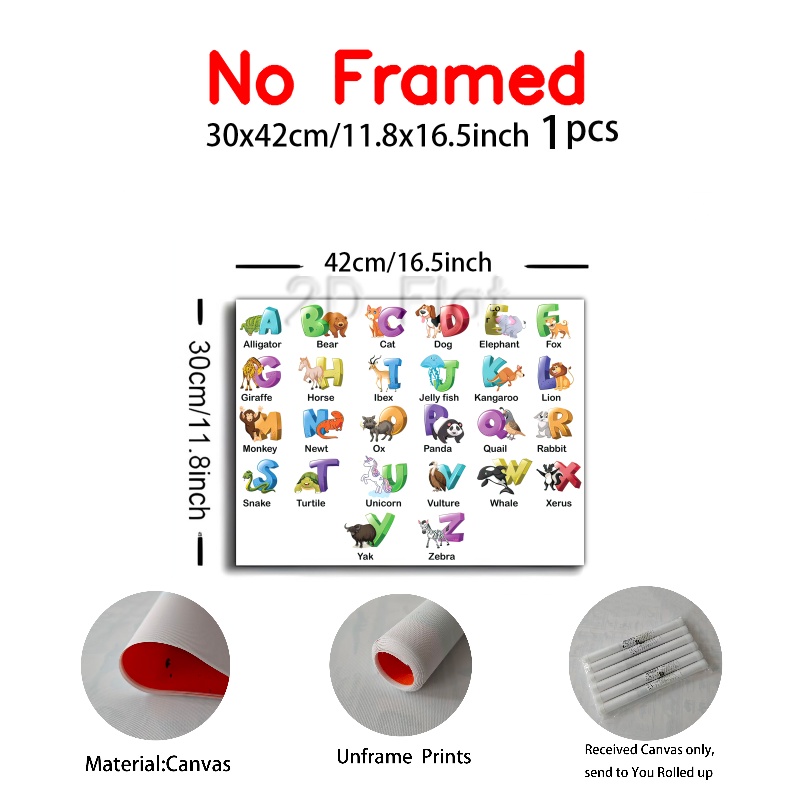 No Framed
30x42cm/11.8x16.5inch 1pcs
42cm/16.5inch
2D Flat
30cm/11.8inch
A B C D E F
Alligator Bear Cat Dog Elephant Fox
G H I J K L
Giraffe Horse Ibex Jelly fish Kangaroo Lion
M N O P Q R
Monkey Newt Ox Panda Quail Rabbit
S T U V W X
Snake Turtile Unicorn Vulture Whale Xerus
Y Z
Yak Zebra
Material:Canvas
Unframe Prints
Received Canvas only,
send to You Rolled up